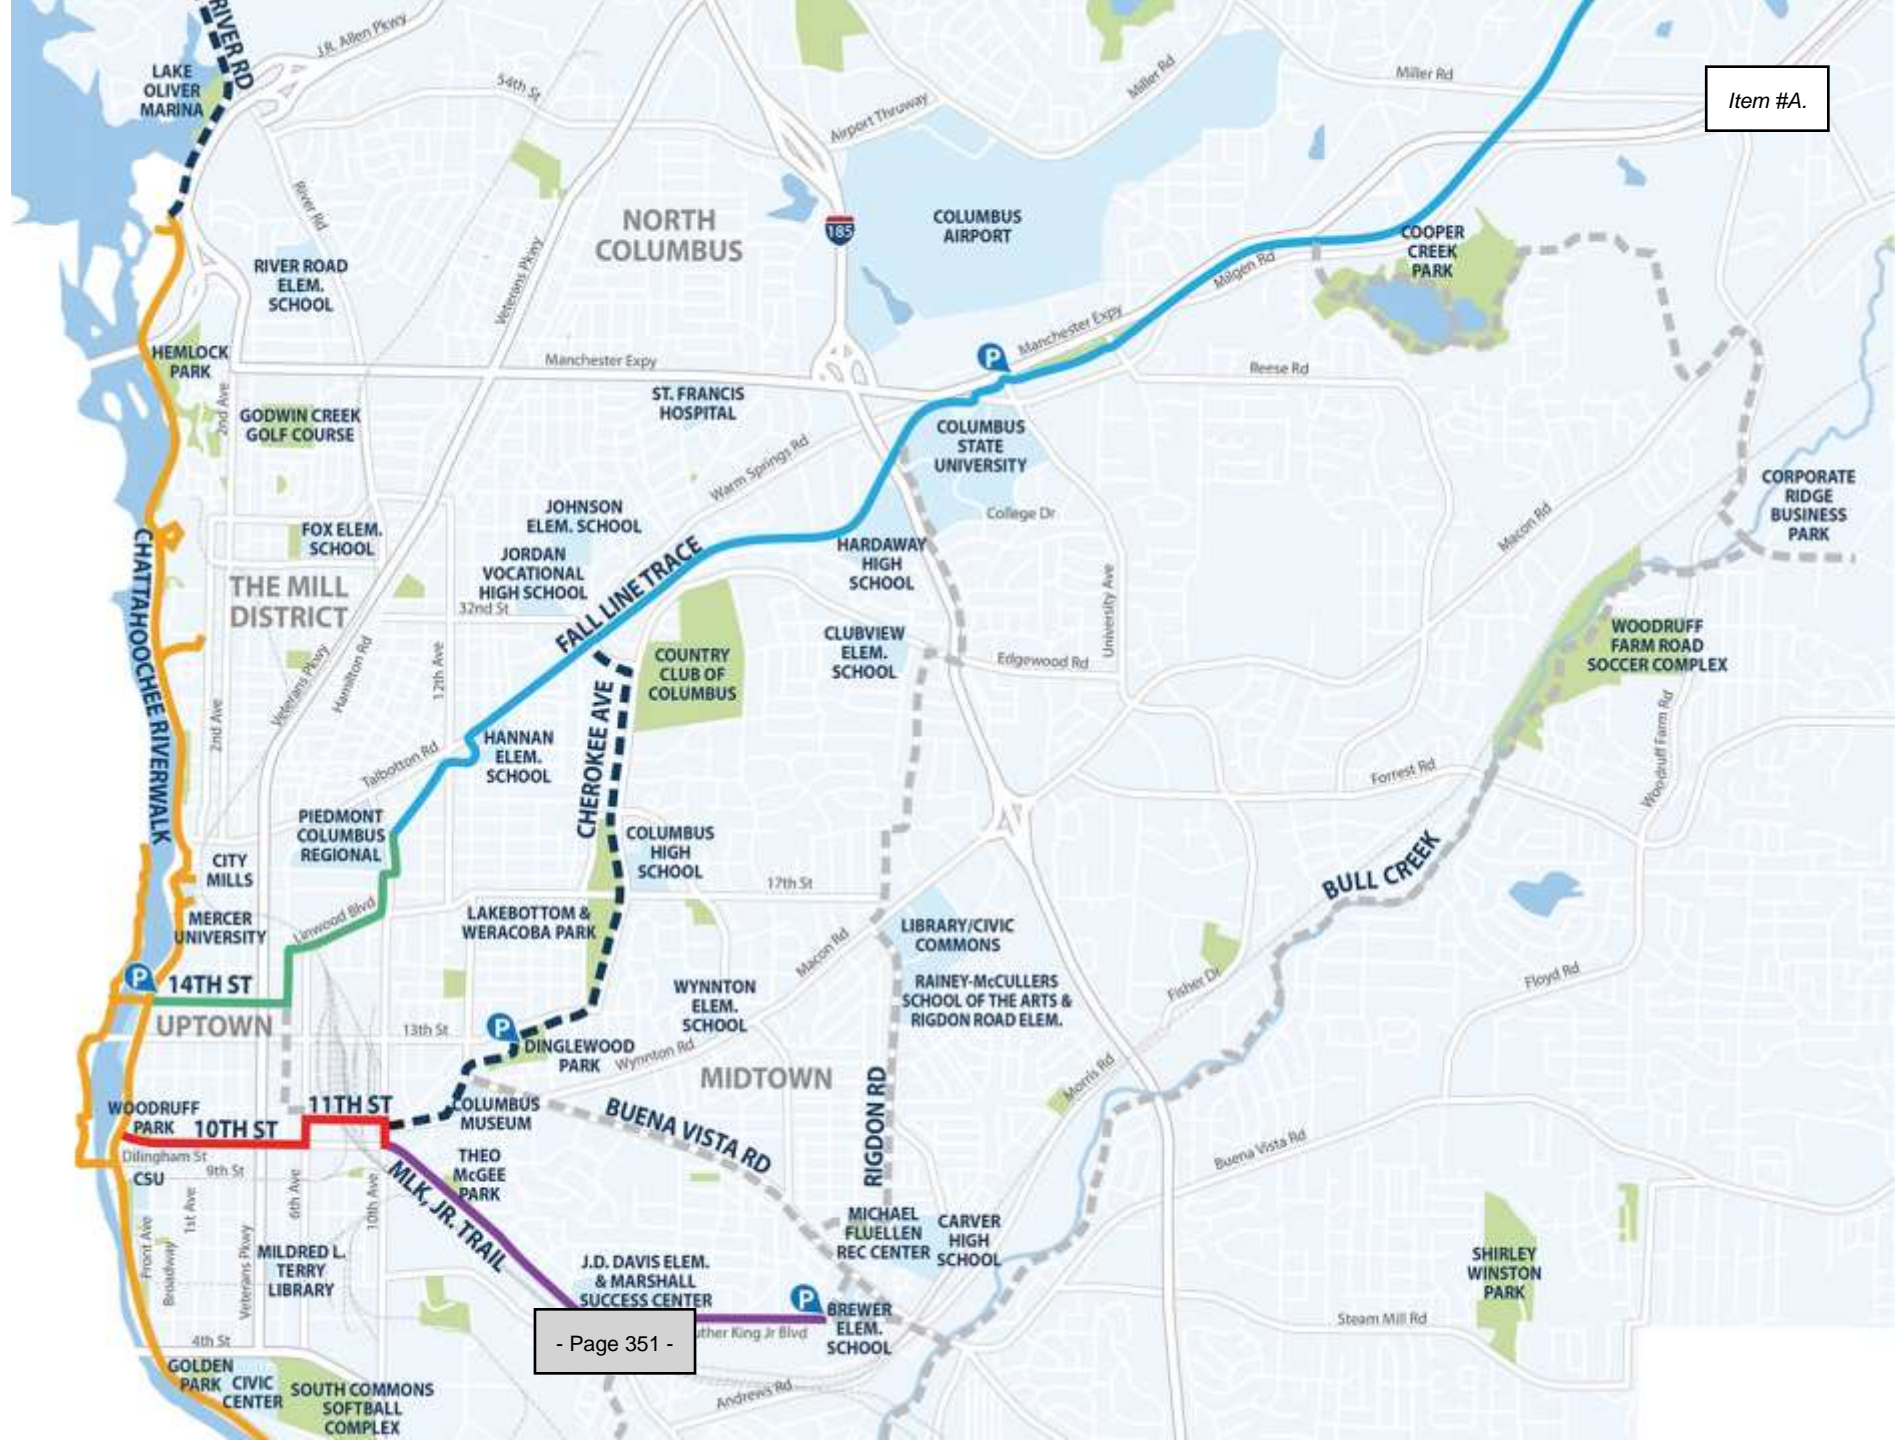 RIVER RD
J.R. Allen Pkwy
LAKE
OLIVER
MARINA
54th St
Airport Thruway
Miller Rd
Miller Rd
Item #A.
River Rd
NORTH
COLUMBUS
185
COLUMBUS
AIRPORT
COOPER
CREEK
PARK
RIVER ROAD
ELEM.
SCHOOL
Veterans Pkwy
Milgen Rd
Manchester Expy
HEMLOCK
PARK
Manchester Expy
P
Reese Rd
2nd Ave
ST. FRANCIS
HOSPITAL
GODWIN CREEK
GOLF COURSE
COLUMBUS
STATE
UNIVERSITY
Warm Springs Rd
CORPORATE
RIDGE
BUSINESS
PARK
JOHNSON
ELEM. SCHOOL
College Dr
Macon Rd
FOX ELEM.
SCHOOL
JORDAN
VOCATIONAL
HIGH SCHOOL
HARDAWAY
HIGH
SCHOOL
THE MILL
DISTRICT
32nd St
FALL LINE TRACE
University Ave
CHATTAHOOCHEE RIVERWALK
CLUBVIEW
ELEM.
SCHOOL
WOODRUFF
FARM ROAD
SOCCER COMPLEX
COUNTRY
CLUB OF
COLUMBUS
Edgewood Rd
Veterans Pkwy
Hamilton Rd
12th Ave
2nd Ave
CHEROKEE AVE
HANNAN
ELEM.
SCHOOL
Talbotton Rd
Forrest Rd
Woodruff Farm Rd
PIEDMONT
COLUMBUS
REGIONAL
COLUMBUS
HIGH
SCHOOL
CITY
MILLS
BULL CREEK
17th St
MERCER
UNIVERSITY
Linwood Blvd
LAKEBOTTOM &
WERACOBA PARK
LIBRARY/CIVIC
COMMONS
Macon Rd
P
14TH ST
WYNNTON
ELEM.
SCHOOL
RAINEY-McCULLERS
SCHOOL OF THE ARTS &
RIGDON ROAD ELEM.
Fisher Dr
Floyd Rd
UPTOWN
13th St
P
DINGLEWOOD
PARK
Wynnton Rd
MIDTOWN
Morris Rd
WOODRUFF
PARK
10TH ST
11TH ST
COLUMBUS
MUSEUM
BUENA VISTA RD
RIGDON RD
Dilingham St
9th St
CSU
THEO
McGEE
PARK
Buena Vista Rd
1st Ave
6th Ave
10th Ave
MLK, JR. TRAIL
Front Ave
Broadway
Veterans Pkwy
MILDRED L.
TERRY
LIBRARY
MICHAEL
FLUELLEN
REC CENTER
CARVER
HIGH
SCHOOL
J.D. DAVIS ELEM.
& MARSHALL
SUCCESS CENTER
SHIRLEY
WINSTON
PARK
P
BREWER
ELEM.
SCHOOL
uther King Jr Blvd
Steam Mill Rd
- Page 351 -
4th St
GOLDEN
PARK
CIVIC
CENTER
SOUTH COMMONS
SOFTBALL
COMPLEX
Andrews Rd